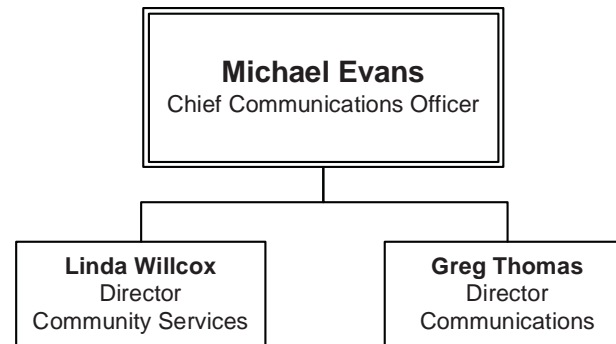 Michael Evans
Chief Communications Officer
Linda Willcox
Director
Community Services
Greg Thomas
Director
Communications